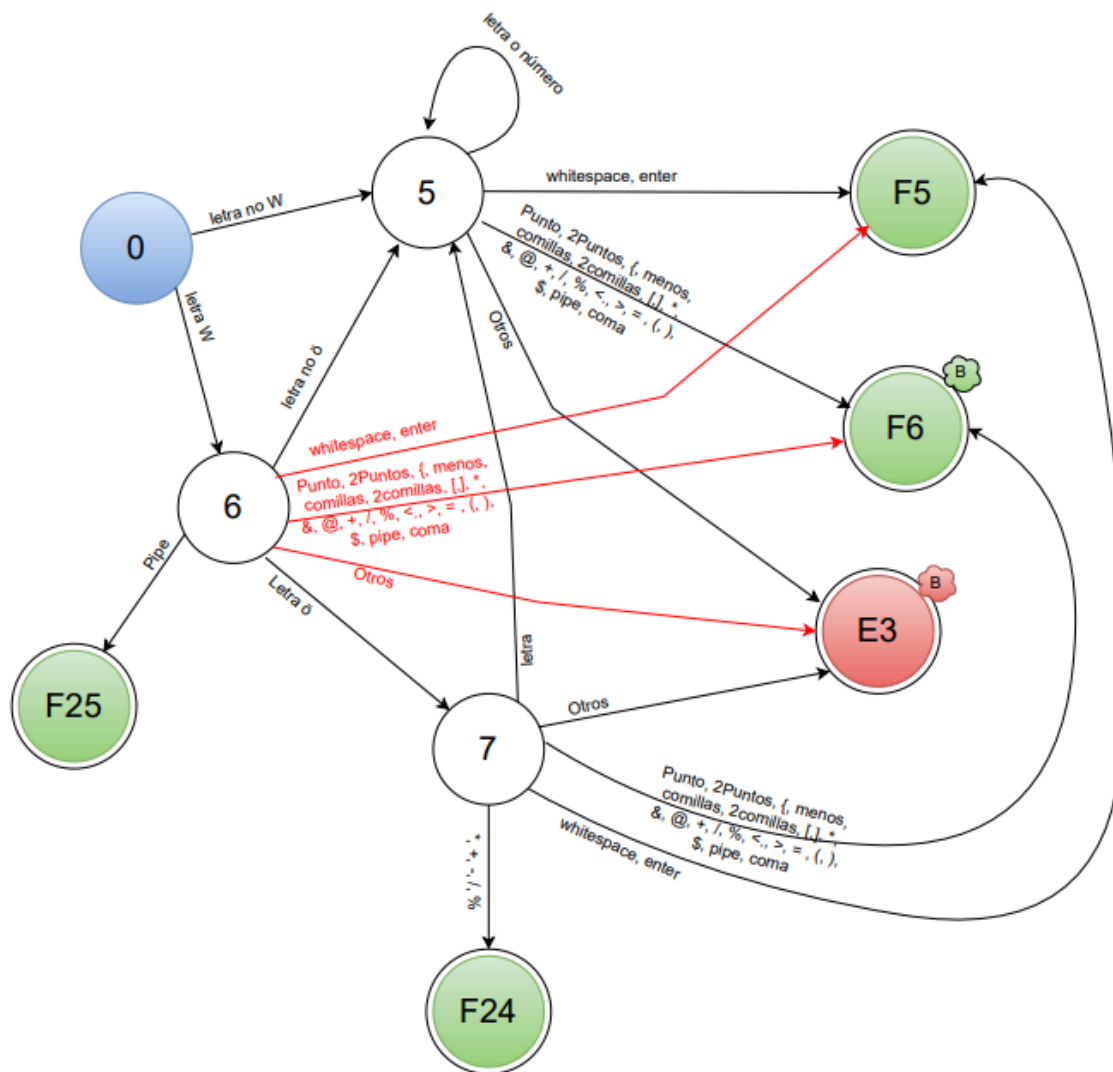 letra o número
0
letra no W
5
whitespace, enter
F5
letra W
Punto, 2Puntos, {, menos,
comillas, 2comillas, [,], *,
&, @, +, /, %, <., >, = , (, ),
$, pipe, coma
Otros
letra no ö
B
F6
whitespace, enter
6
Punto, 2Puntos, {, menos,
comillas, 2comillas, [,], *,
&, @, +, /, %, <., >, = , (, ),
$, pipe, coma
Otros
Pipe
Letra ö
B
E3
letra
F25
Otros
7
Punto, 2Puntos, {, menos,
comillas, 2comillas, [,], *,
&, @, +, /, %, <., >, = , (, ),
$, pipe, coma
whitespace, enter
*, +, -, /, %
F24